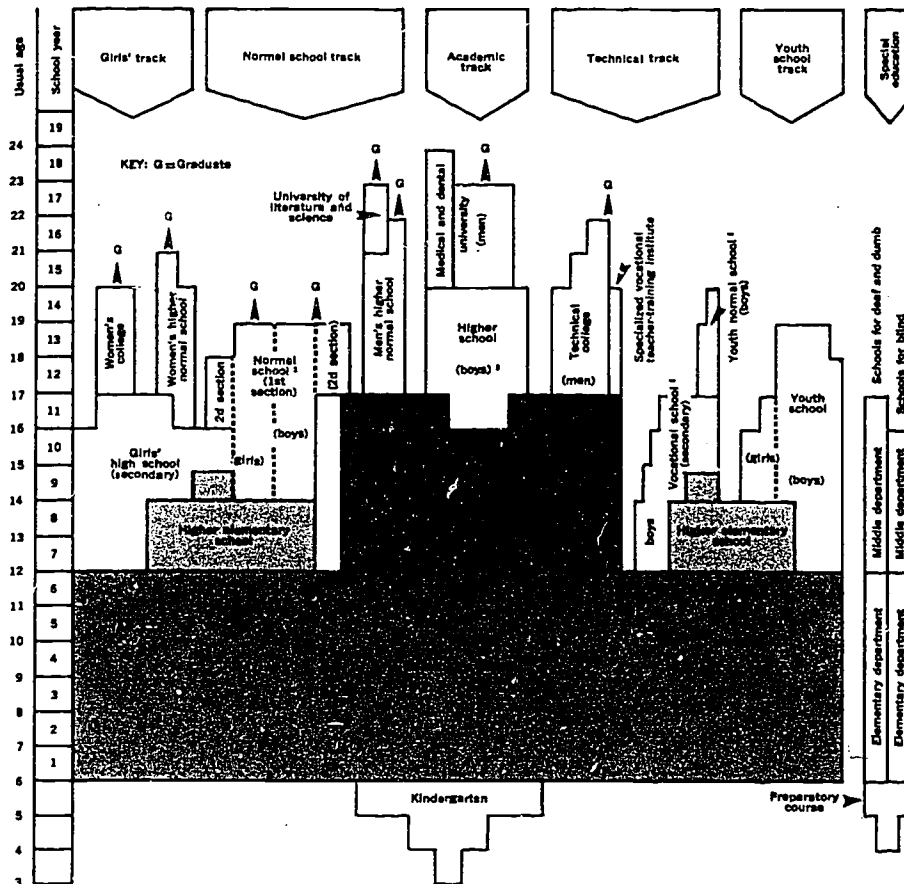 Usual age
School year
Girls' track
Normal school track
Academic
track
Technical track
Youth
school
track
Special
education
19
24
18
23
17
22
16
21
15
20
14
19
13
18
12
17
11
16
10
15
9
14
8
13
7
12
6
11
5
10
4
9
3
8
2
7
1
6
5
4
3
KEY: G=Graduate
G
G
G
G
G
G
G
G
University of
literature and
science
Women's
college
Women's higher
normal school
2d section
Normal
school ¹
(1st
section)
(girls)
(boys)
(2d section)
Men's higher
normal school
Medical and dental
university
(men)
Higher
school
(boys) ²
Technical
college
(men)
Specialized vocational
teacher-training institute
Youth normal school ¹
(boys)
Vocational school ²
(secondary)
boys
(girls)
Youth
school
(boys)
Girls'
high school
(secondary)
Higher elementary
school
Higher elementary
school
Schools for deaf and dumb
Schools for blind
Middle department
Middle department
Elementary department
Elementary department
Kindergarten
Preparatory
course